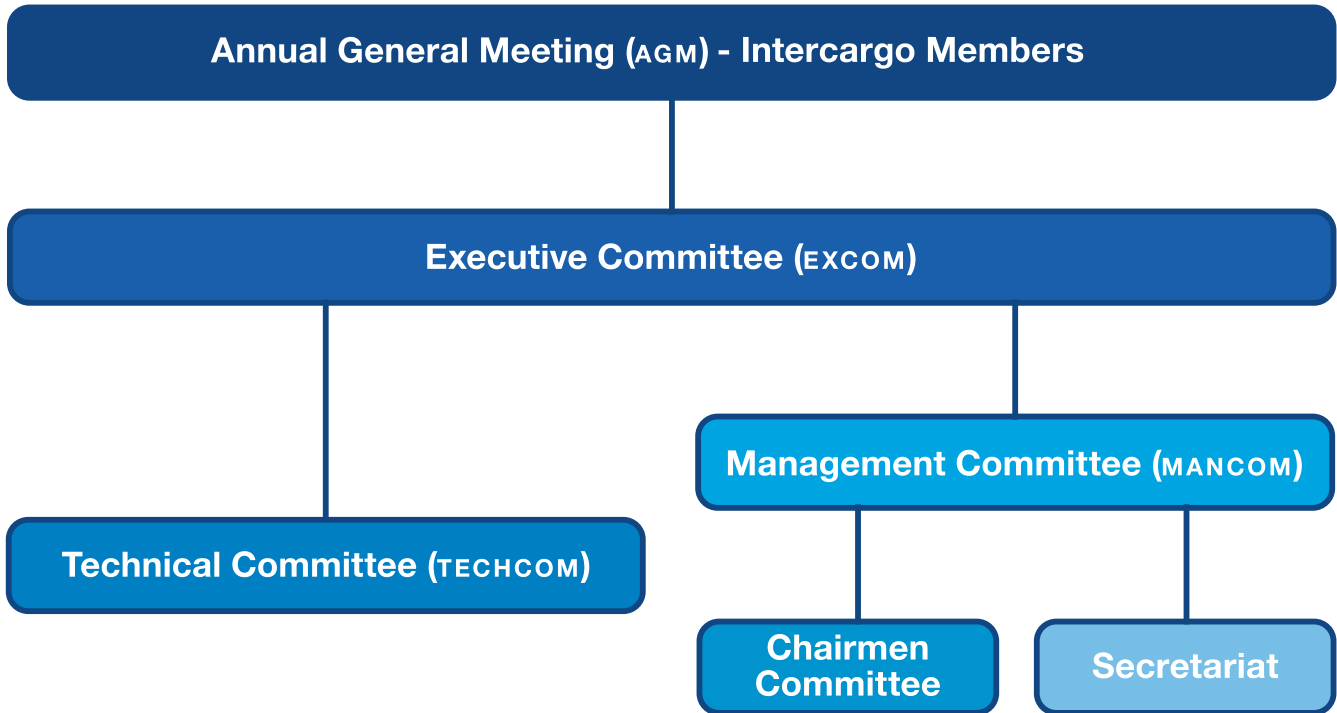 Annual General Meeting (AGM) - Intercargo Members
Executive Committee (EXCOM)
Management Committee (MANCOM)
Technical Committee (TECHCOM)
Chairmen
Committee
Secretariat